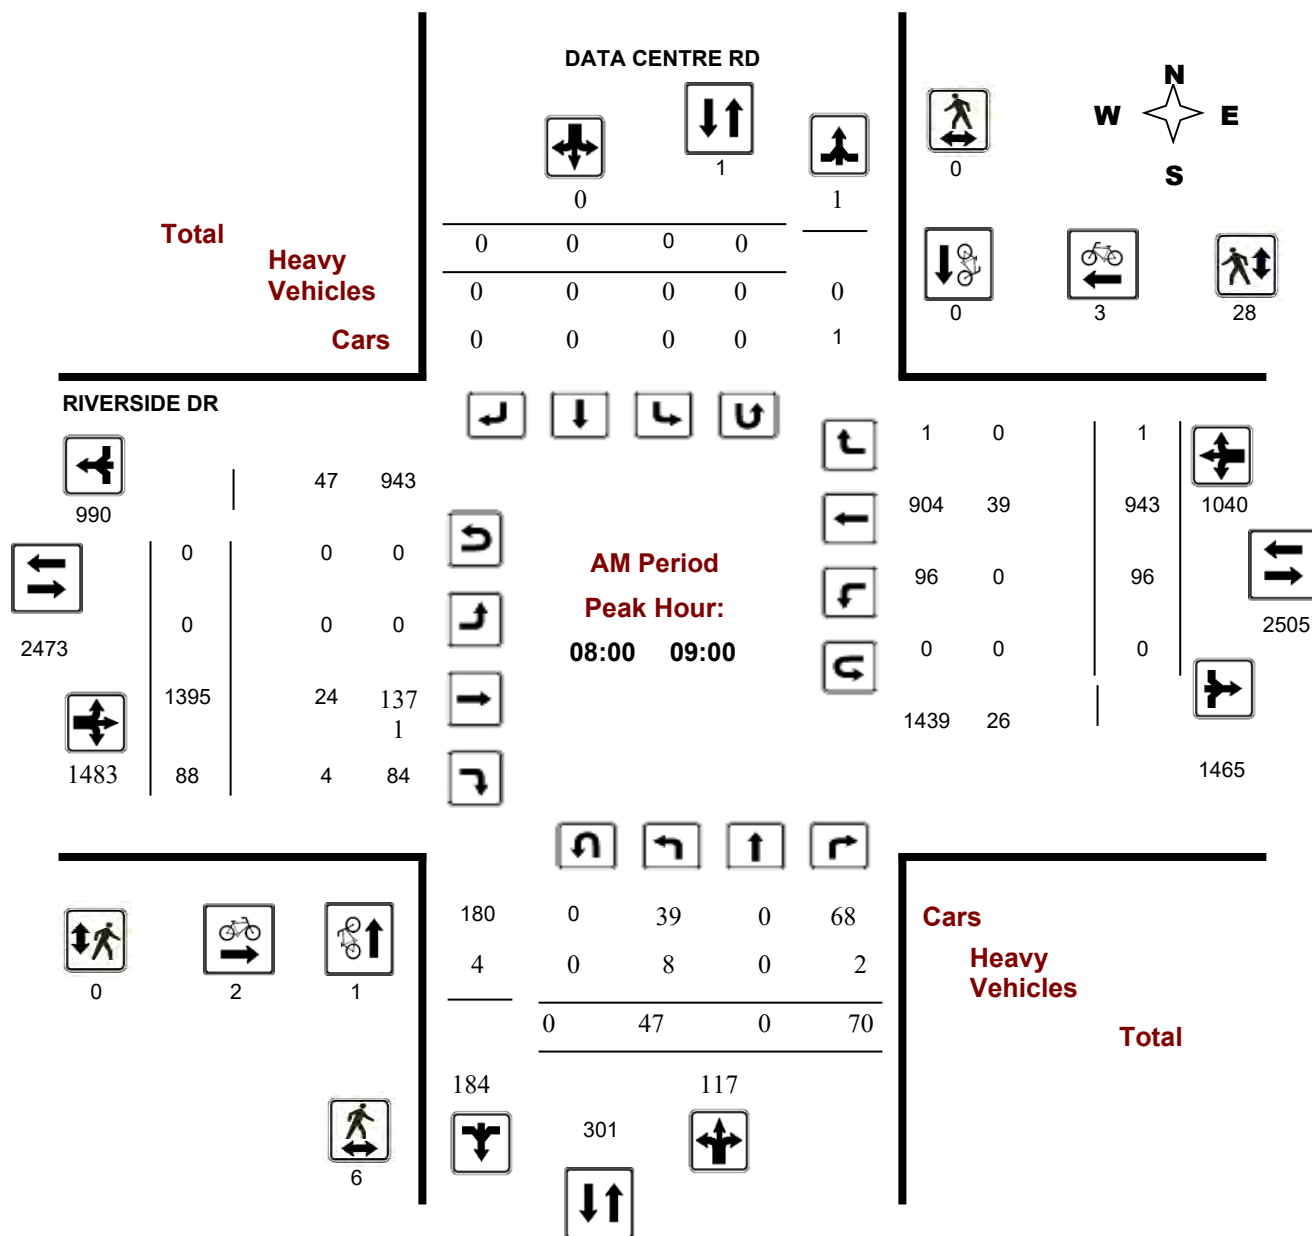 DATA CENTRE RD
N
W E
S
1
0
0 1
Total
0 0 0 0
Heavy
Vehicles
0 0 0 0 0
Cars
0 0 0 0 1
0 3 28
RIVERSIDE DR
1 0 1
47 943
990
904 39 943 1040
0 0 0
AM Period
96 0 96
Peak Hour:
0 0 0
2473
08:00 09:00
0 0 0
2505
1395 24 137
1
1439 26
1483 88 4 84
1465
180 0 39 0 68
Cars
4 0 8 0 2
Heavy
Vehicles
0 2 1
0 47 0 70
Total
184 117
301
6